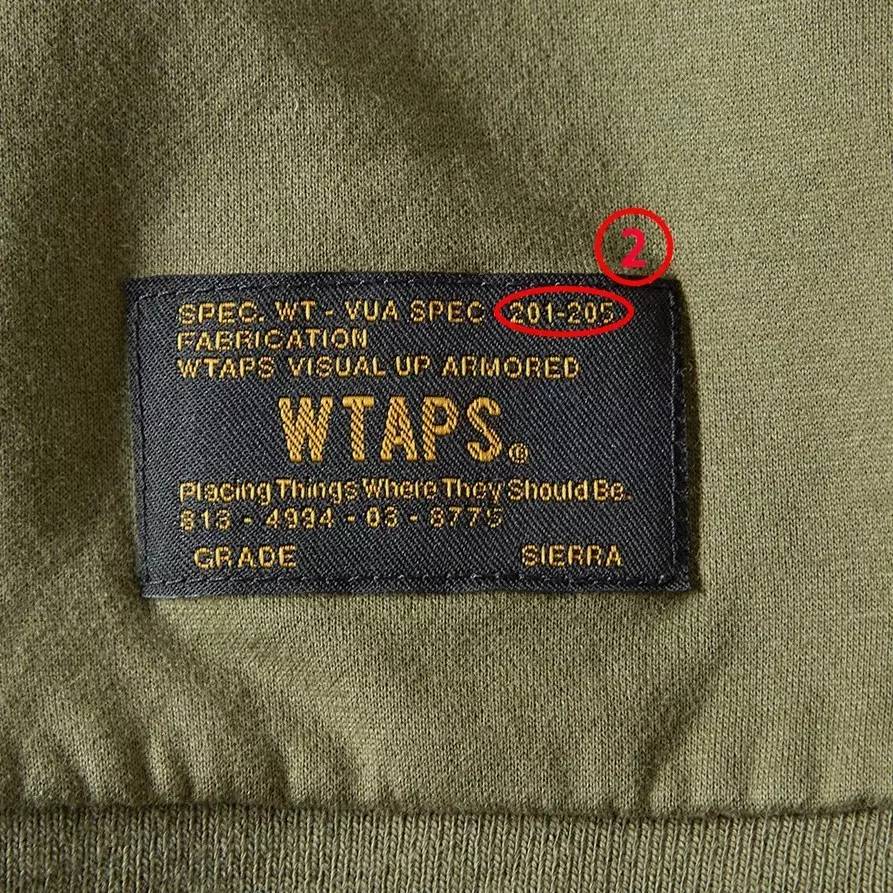 2
SPEC. WT - VUA SPEC 201-205
FABRICATION
WTAPS VISUAL UP ARMORED
WTAPS®
Placing Things Where They Should Be.
813 - 4994 - 03 - 8775
GRADE SIERRA